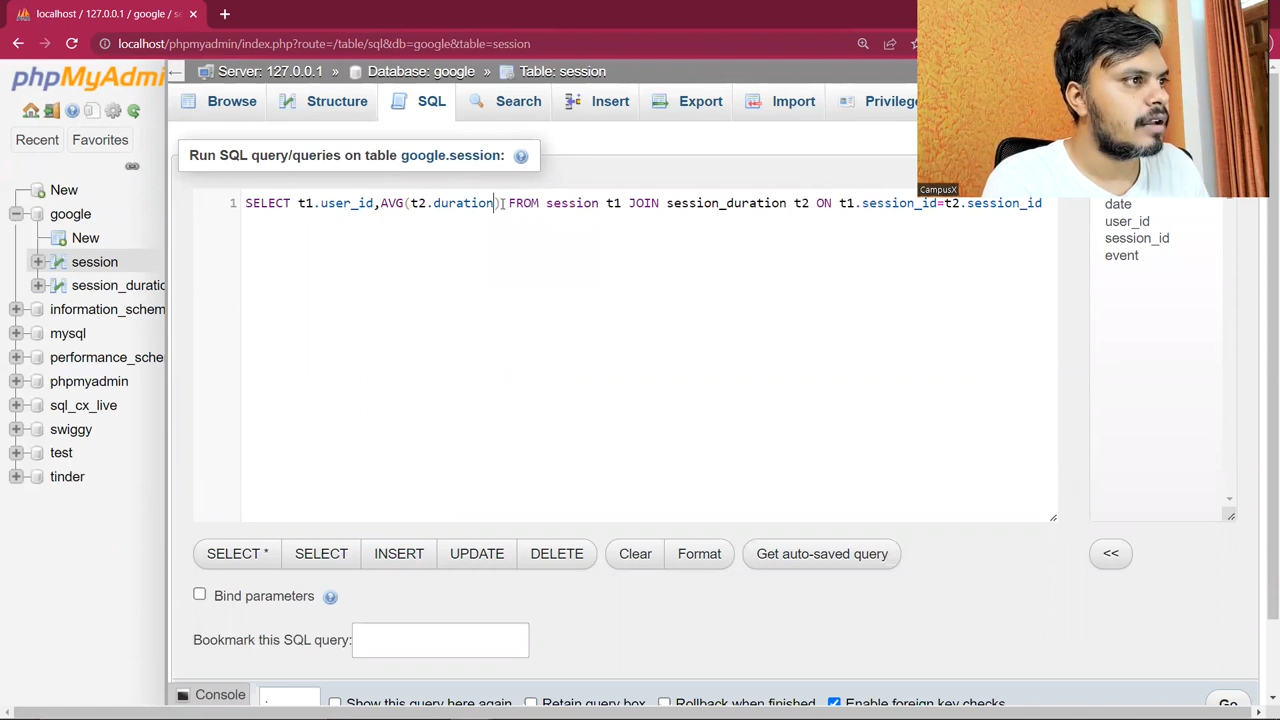 localhost / 127.0.0.1 / google / se
localhost/phpmyadmin/index.php?route=/table/sql&db=google&table=session
phpMyAdmi
Recent
Favorites
New
google
New
session
session_duratic
information_schem
mysql
performance_sche
phpmyadmin
sql_cx_live
swiggy
test
tinder
Server: 127.0.0.1 » Database: google » Table: session
Browse
Structure
SQL
Search
Insert
Export
Import
Privilege
Run SQL query/queries on table google.session:
1 SELECT t1.user_id,AVG(t2.duration) FROM session t1 JOIN session_duration t2 ON t1.session_id=t2.session_id
CampusX
date
user_id
session_id
event
SELECT *
SELECT
INSERT
UPDATE
DELETE
Clear
Format
Get auto-saved query
<<
Bind parameters
Bookmark this SQL query:
Console
Show this query here again
Retain query box
Rollback when finished
Enable foreign key checks
Go